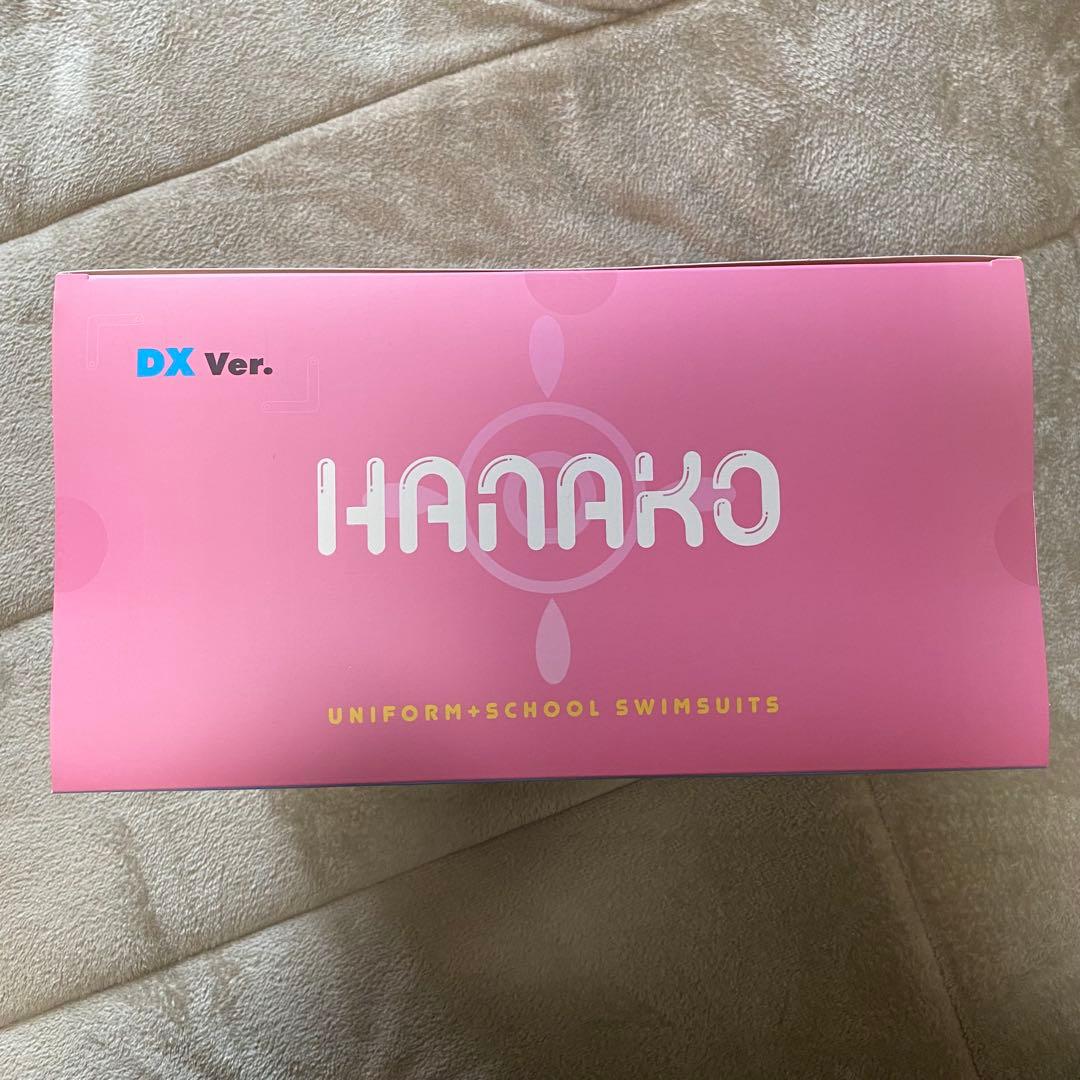 DX Ver.
HANAKO
UNIFORM+SCHOOL SWIMSUITS